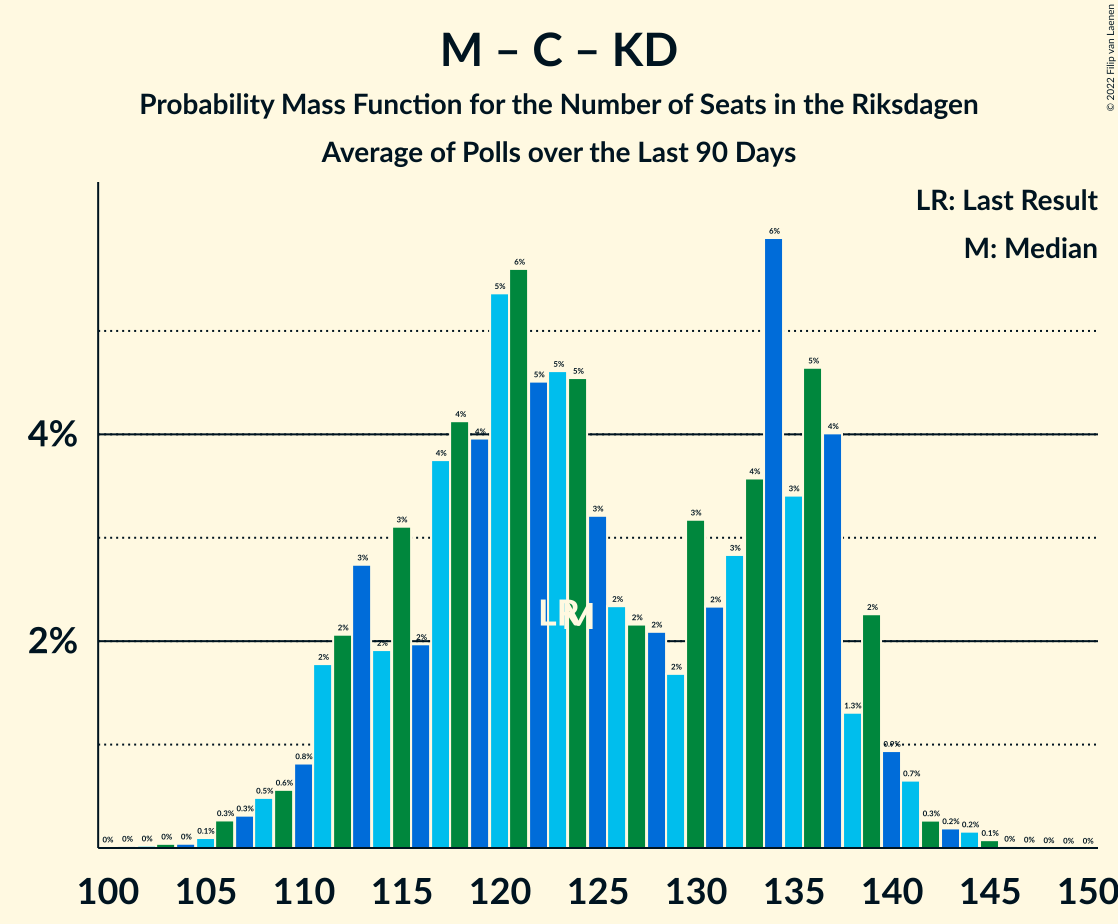 M – C – KD
Probability Mass Function for the Number of Seats in the Riksdagen
Average of Polls over the Last 90 Days
© 2022 Filip van Laenen
LR: Last Result
M: Median
4%
2%
0% 0% 0% 0% 0% 0.1% 0.3% 0.3% 0.5% 0.6% 0.8% 2% 2% 3% 2% 3% 2% 4% 4% 4% 5% 6% 5% 5% 5% 3% 2% 2% 2% 2% 3% 2% 3% 4% 6% 3% 5% 4% 1.3% 2% 0.9% 0.7% 0.3% 0.2% 0.2% 0.1% 0% 0% 0% 0% 0%
LR M
100 105 110 115 120 125 130 135 140 145 150